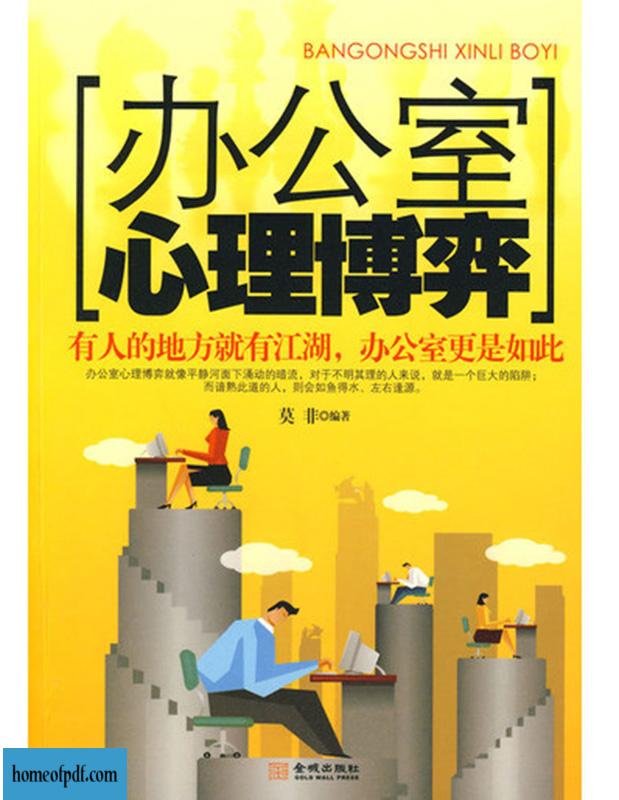 BANGONGSHI XINLI BOYI
办公室
心理博弈
有人的地方就有江湖，办公室更是如此
办公室心理博弈就像平静河面下涌动的暗流，对于不明其理的人来说，就是一个巨大的陷阱；
而谙熟此道的人，则会如鱼得水、左右逢源。
莫 非◎编著
金城出版社
GOLD WALL PRESS
homeofpdf.com